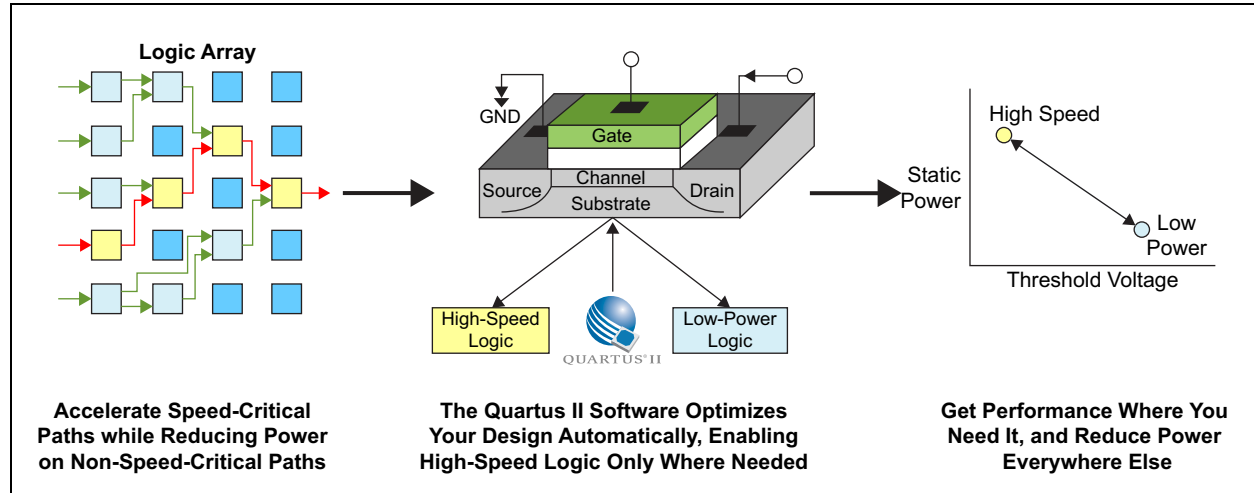 Logic Array
GND
Gate
Source
Channel
Drain
Substrate
High-Speed
Logic
QUARTUS® II
Low-Power
Logic
High Speed
Static
Power
Low
Power
Threshold Voltage
Accelerate Speed-Critical
Paths while Reducing Power
on Non-Speed-Critical Paths
The Quartus II Software Optimizes
Your Design Automatically, Enabling
High-Speed Logic Only Where Needed
Get Performance Where You
Need It, and Reduce Power
Everywhere Else